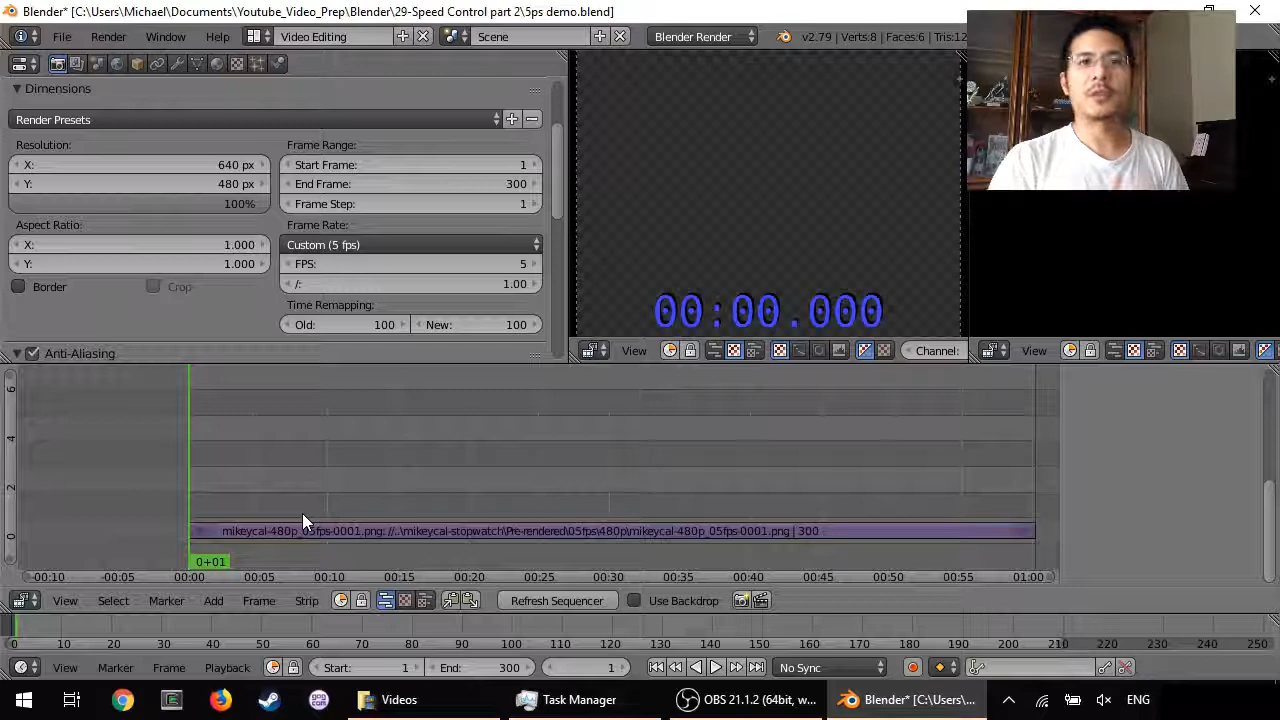 Blender* [C:\Users\Michael\Documents\Youtube_Video_Prep\Blender\29-Speed Control part 2\5ps demo.blend]
File Render Window Help Video Editing Scene Blender Render v2.79 | Verts:8 | Faces:6 | Tris:12
Dimensions
Render Presets
Resolution:
X: 640 px
Y: 480 px
100%
Aspect Ratio:
X: 1.000
Y: 1.000
Border Crop
Frame Range:
Start Frame: 1
End Frame: 300
Frame Step: 1
Frame Rate:
Custom (5 fps)
FPS: 5
/: 1.00
Time Remapping:
Old: 100 New: 100
Anti-Aliasing
00:00.000
View Channel:
View
6
4
2
0
mikeycal-480p_05fps-0001.png: //..\mikeycal-stopwatch\Pre-rendered\05fps\480p\mikeycal-480p_05fps-0001.png | 300
0+01
-00:10 -00:05 00:00 00:05 00:10 00:15 00:20 00:25 00:30 00:35 00:40 00:45 00:50 00:55 01:00
View Select Marker Add Frame Strip Refresh Sequencer Use Backdrop
0 10 20 30 40 50 60 70 80 90 100 110 120 130 140 150 160 170 180 190 200 210 220 230 240 250
View Marker Frame Playback Start: 1 End: 300 1 No Sync
Videos Task Manager OBS 21.1.2 (64bit, w... Blender* [C:\Users\... ENG